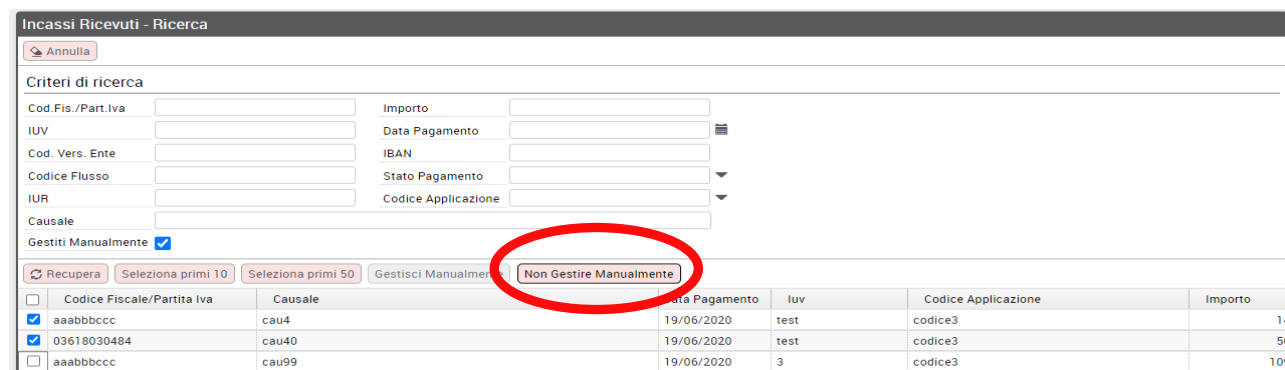 Incassi Ricevuti - Ricerca
Annulla
Criteri di ricerca
Cod.Fis./Part.Iva Importo
IUV Data Pagamento
Cod. Vers. Ente IBAN
Codice Flusso Stato Pagamento
IUR Codice Applicazione
Causale
Gestiti Manualmente
Recupera Seleziona primi 10 Seleziona primi 50 Gestisci Manualmente Non Gestire Manualmente
Codice Fiscale/Partita Iva Causale Data Pagamento Iuv Codice Applicazione Importo
aaabbbccc cau4 19/06/2020 test codice3
03618030484 cau40 19/06/2020 test codice3
aaabbbccc cau99 19/06/2020 3 codice3